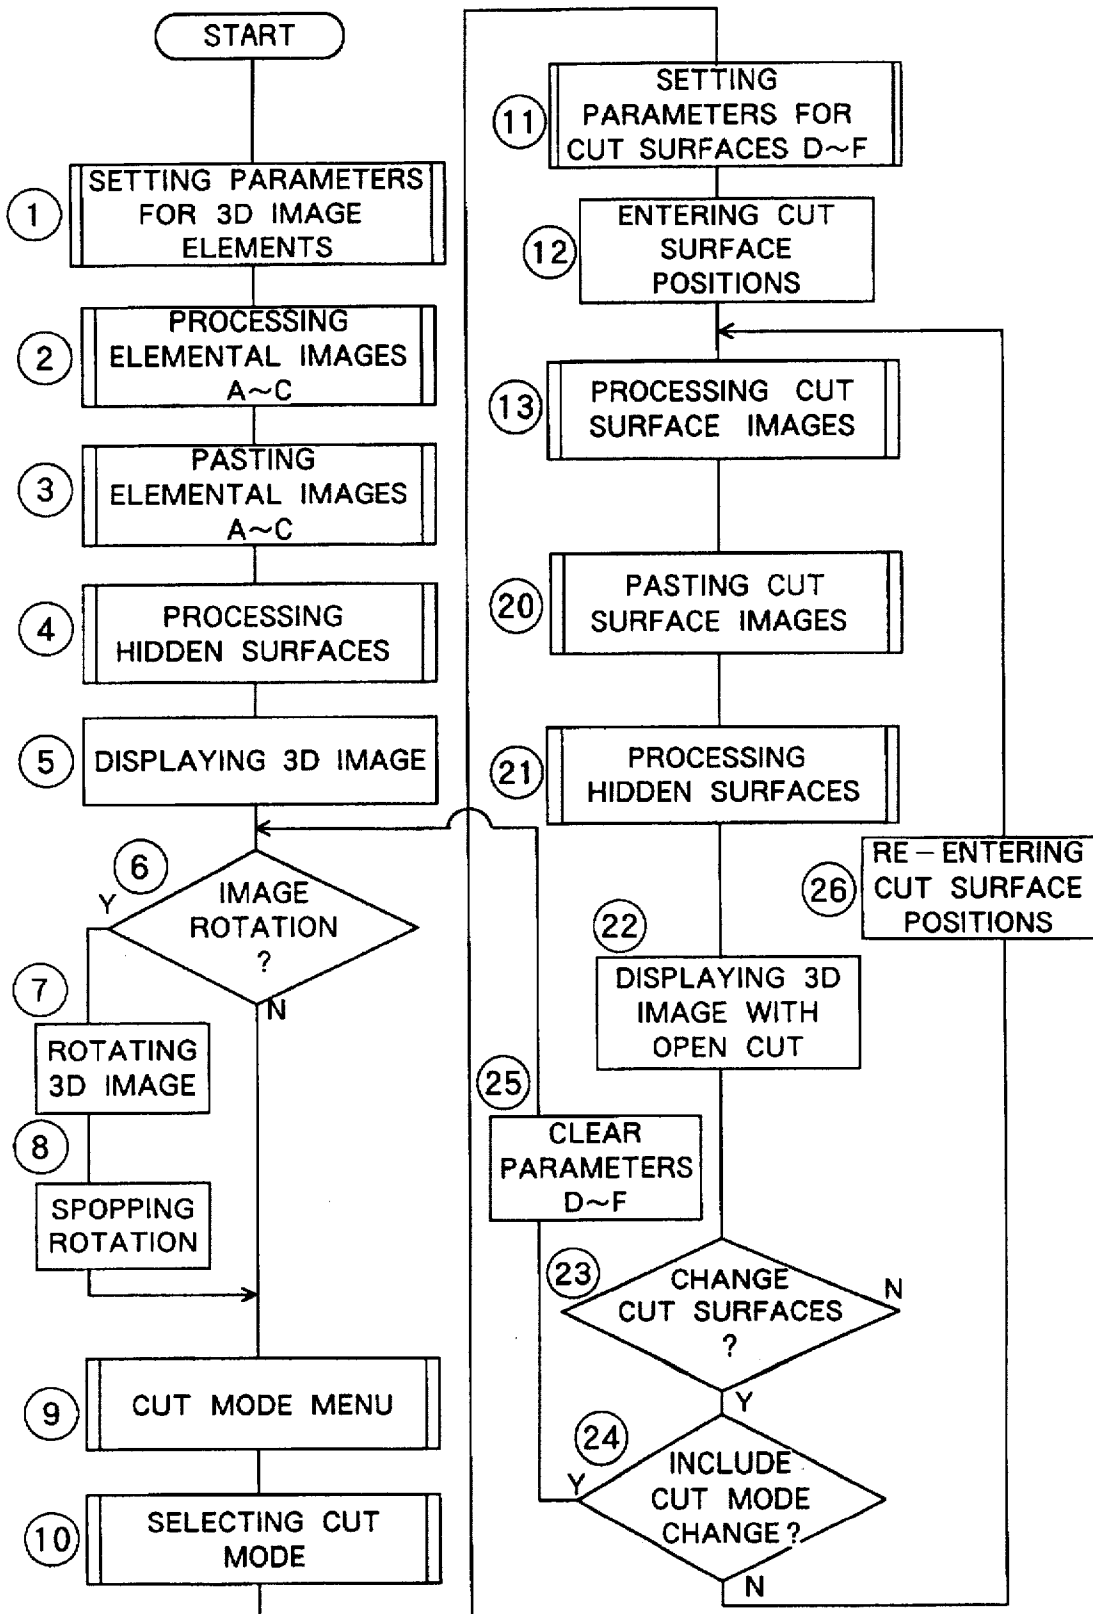 START
1
SETTING PARAMETERS
FOR 3D IMAGE
ELEMENTS
2
PROCESSING
ELEMENTAL IMAGES
A~C
3
PASTING
ELEMENTAL IMAGES
A~C
4
PROCESSING
HIDDEN SURFACES
5
DISPLAYING 3D IMAGE
6
IMAGE
ROTATION
?
Y
N
7
ROTATING
3D IMAGE
8
SPOPPING
ROTATION
9
CUT MODE MENU
10
SELECTING CUT
MODE
11
SETTING
PARAMETERS FOR
CUT SURFACES D~F
12
ENTERING CUT
SURFACE
POSITIONS
13
PROCESSING CUT
SURFACE IMAGES
20
PASTING CUT
SURFACE IMAGES
21
PROCESSING
HIDDEN SURFACES
22
DISPLAYING 3D
IMAGE WITH
OPEN CUT
23
CHANGE
CUT SURFACES
?
N
Y
24
INCLUDE
CUT MODE
CHANGE?
Y
N
25
CLEAR
PARAMETERS
D~F
26
RE-ENTERING
CUT SURFACE
POSITIONS